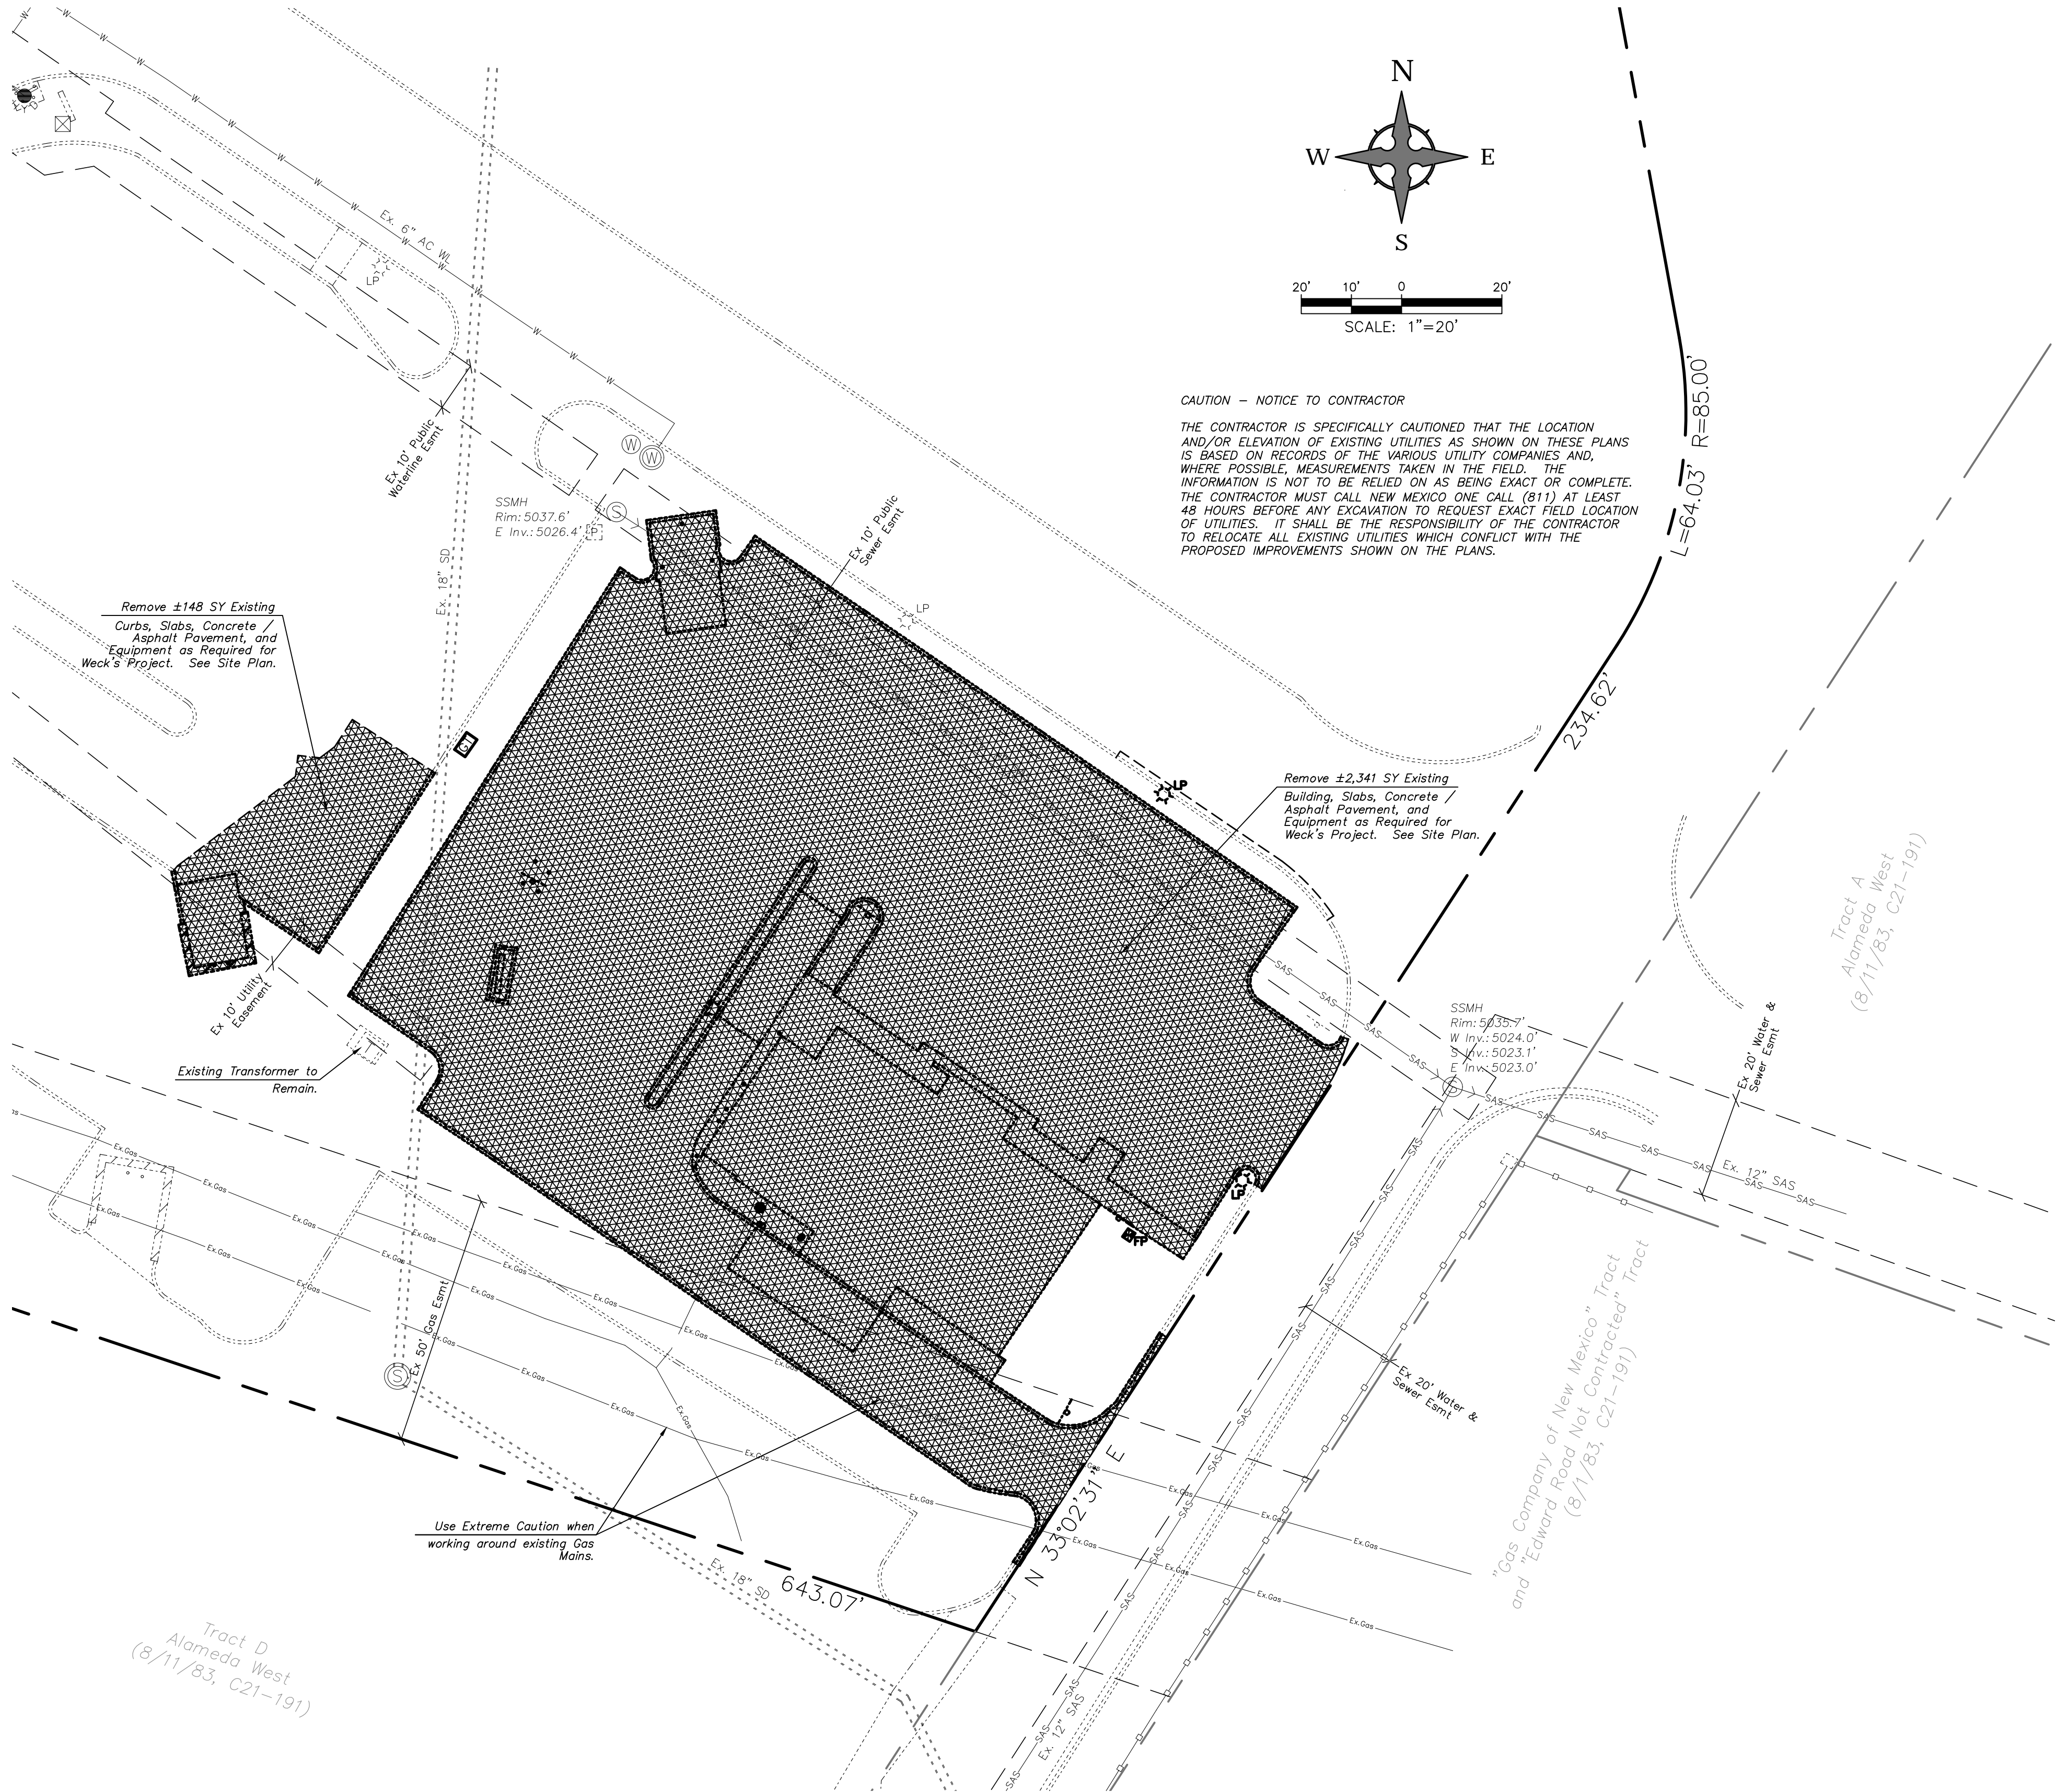 N
W
E
S
20' 10' 0 20'
SCALE: 1"=20'
CAUTION – NOTICE TO CONTRACTOR
THE CONTRACTOR IS SPECIFICALLY CAUTIONED THAT THE LOCATION
AND/OR ELEVATION OF EXISTING UTILITIES AS SHOWN ON THESE PLANS
IS BASED ON RECORDS OF THE VARIOUS UTILITY COMPANIES AND,
WHERE POSSIBLE, MEASUREMENTS TAKEN IN THE FIELD. THE
INFORMATION IS NOT TO BE RELIED ON AS BEING EXACT OR COMPLETE.
THE CONTRACTOR MUST CALL NEW MEXICO ONE CALL (811) AT LEAST
48 HOURS BEFORE ANY EXCAVATION TO REQUEST EXACT FIELD LOCATION
OF UTILITIES. IT SHALL BE THE RESPONSIBILITY OF THE CONTRACTOR
TO RELOCATE ALL EXISTING UTILITIES WHICH CONFLICT WITH THE
PROPOSED IMPROVEMENTS SHOWN ON THE PLANS.
L=64.03' R=85.00'
234.62'
Ex. 6" AC WL
LP
Ex 10' Public
Waterline Esmt
W
W
S
SSMH
Rim: 5037.6'
E Inv.: 5026.4'
P
Ex 10' Public
Sewer Esmt
LP
Ex. 18" SD
Remove ±148 SY Existing
Curbs, Slabs, Concrete /
Asphalt Pavement, and
Equipment as Required for
Weck's Project. See Site Plan.
GT
LP
Remove ±2,341 SY Existing
Building, Slabs, Concrete /
Asphalt Pavement, and
Equipment as Required for
Weck's Project. See Site Plan.
Tract A
Alameda West
(8/11/83, C21-191)
Ex 10' Utility
Easement
T
Existing Transformer to
Remain.
SSMH
Rim: 5035.7'
W Inv.: 5024.0'
S Inv.: 5023.1'
E Inv.: 5023.0'
Ex 20' Water &
Sewer Esmt
Ex. 12" SAS
LP
FP
Ex 50' Gas Esmt
S
Ex 20' Water &
Sewer Esmt
"Gas Company of New Mexico" Tract
and "Edward Road Not Contracted" Tract
(8/1/83, C21-191)
Use Extreme Caution when
working around existing Gas
Mains.
N 33°02'31" E
643.07'
Ex. 18" SD
Ex. 12" SAS
Tract D
Alameda West
(8/11/83, C21-191)